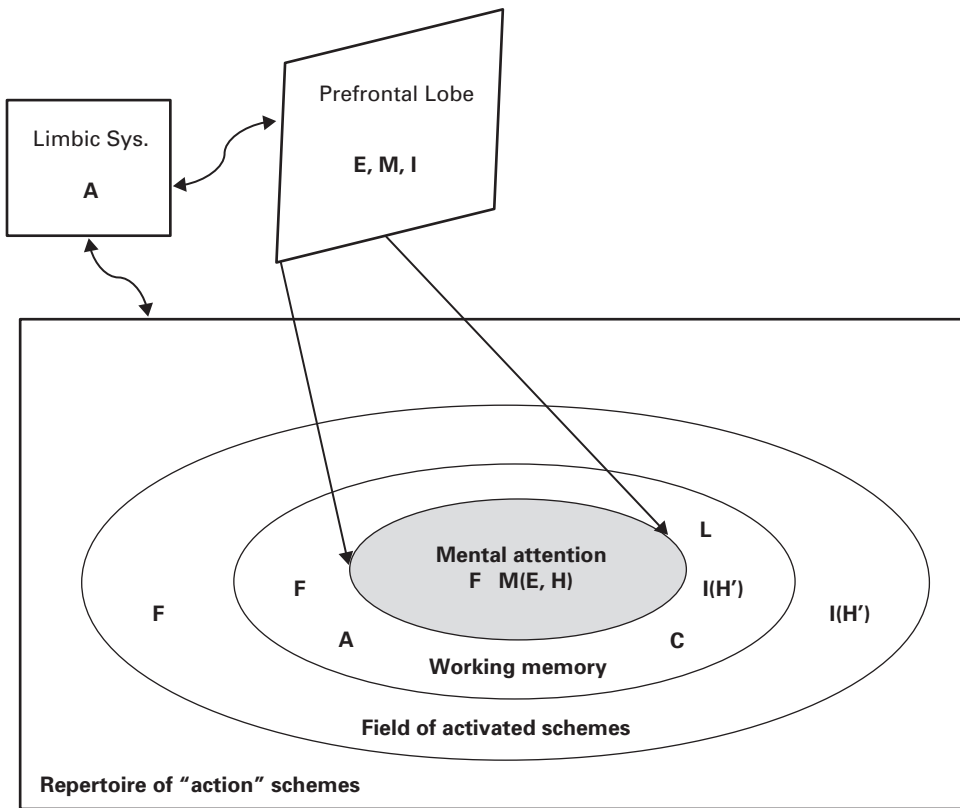 Prefrontal Lobe
E, M, I
Limbic Sys.
A
Mental attention
F M(E, H)
L
F
I(H′)
F
I(H′)
A
C
Working memory
Field of activated schemes
Repertoire of “action” schemes